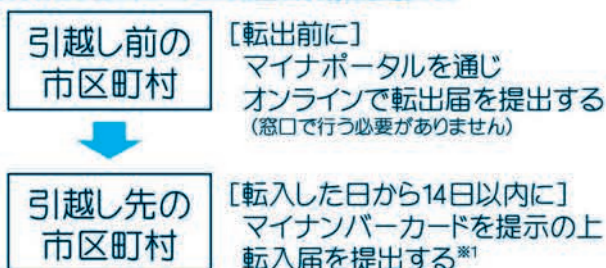 引越し前の
市区町村
[転出前に]
マイナポータルを通じ
オンラインで転出届を提出する
(窓口で行う必要がありません)
引越し先の
市区町村
[転入した日から14日以内に]
マイナンバーカードを提示の上
転入届を提出する※1